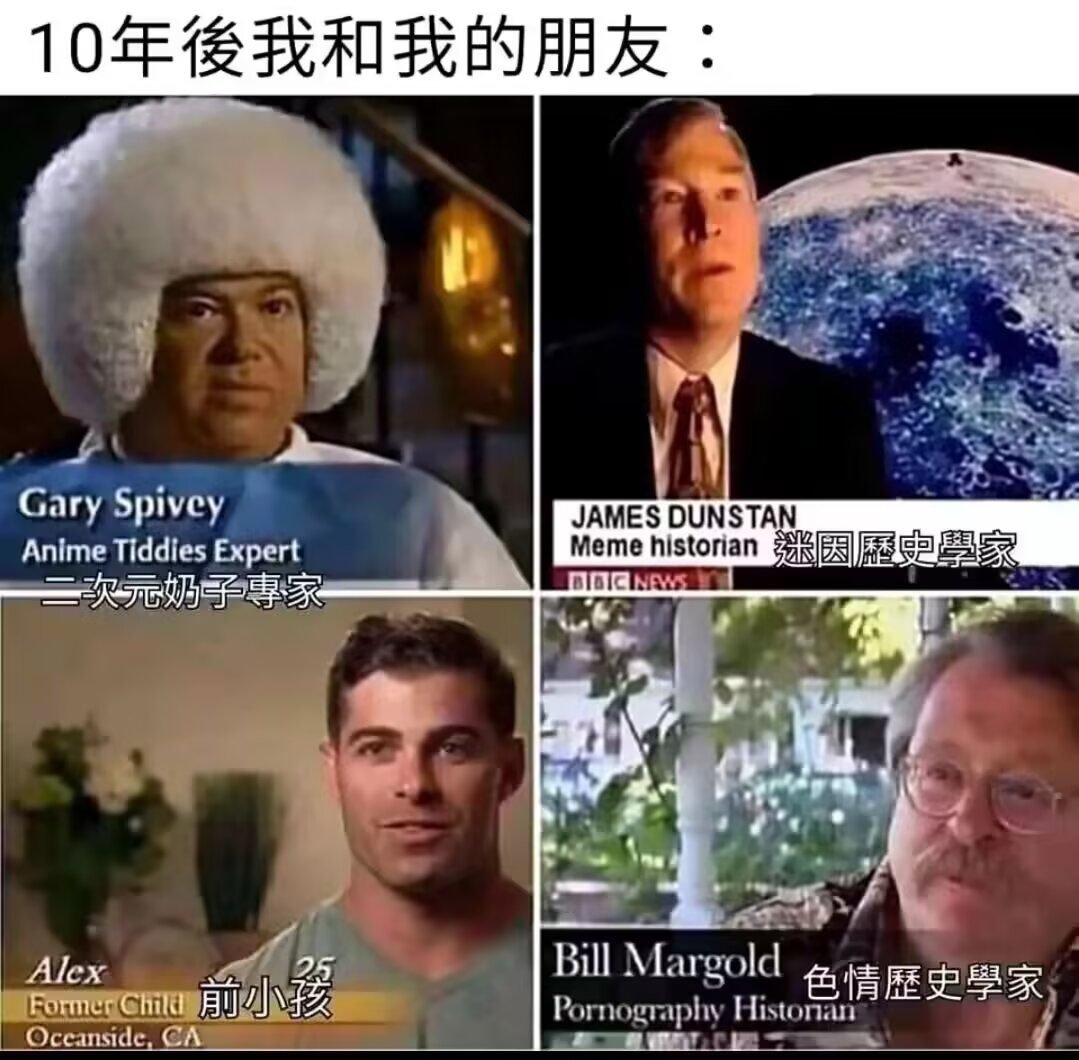 10年後我和我的朋友：
Gary Spivey
Anime Tiddies Expert
二次元奶子專家
JAMES DUNSTAN
Meme historian 迷因歷史學家
BBC NEWS
Alex 25
Former Child 前小孩
Oceanside, CA
Bill Margold
Pornography Historian 色情歷史學家